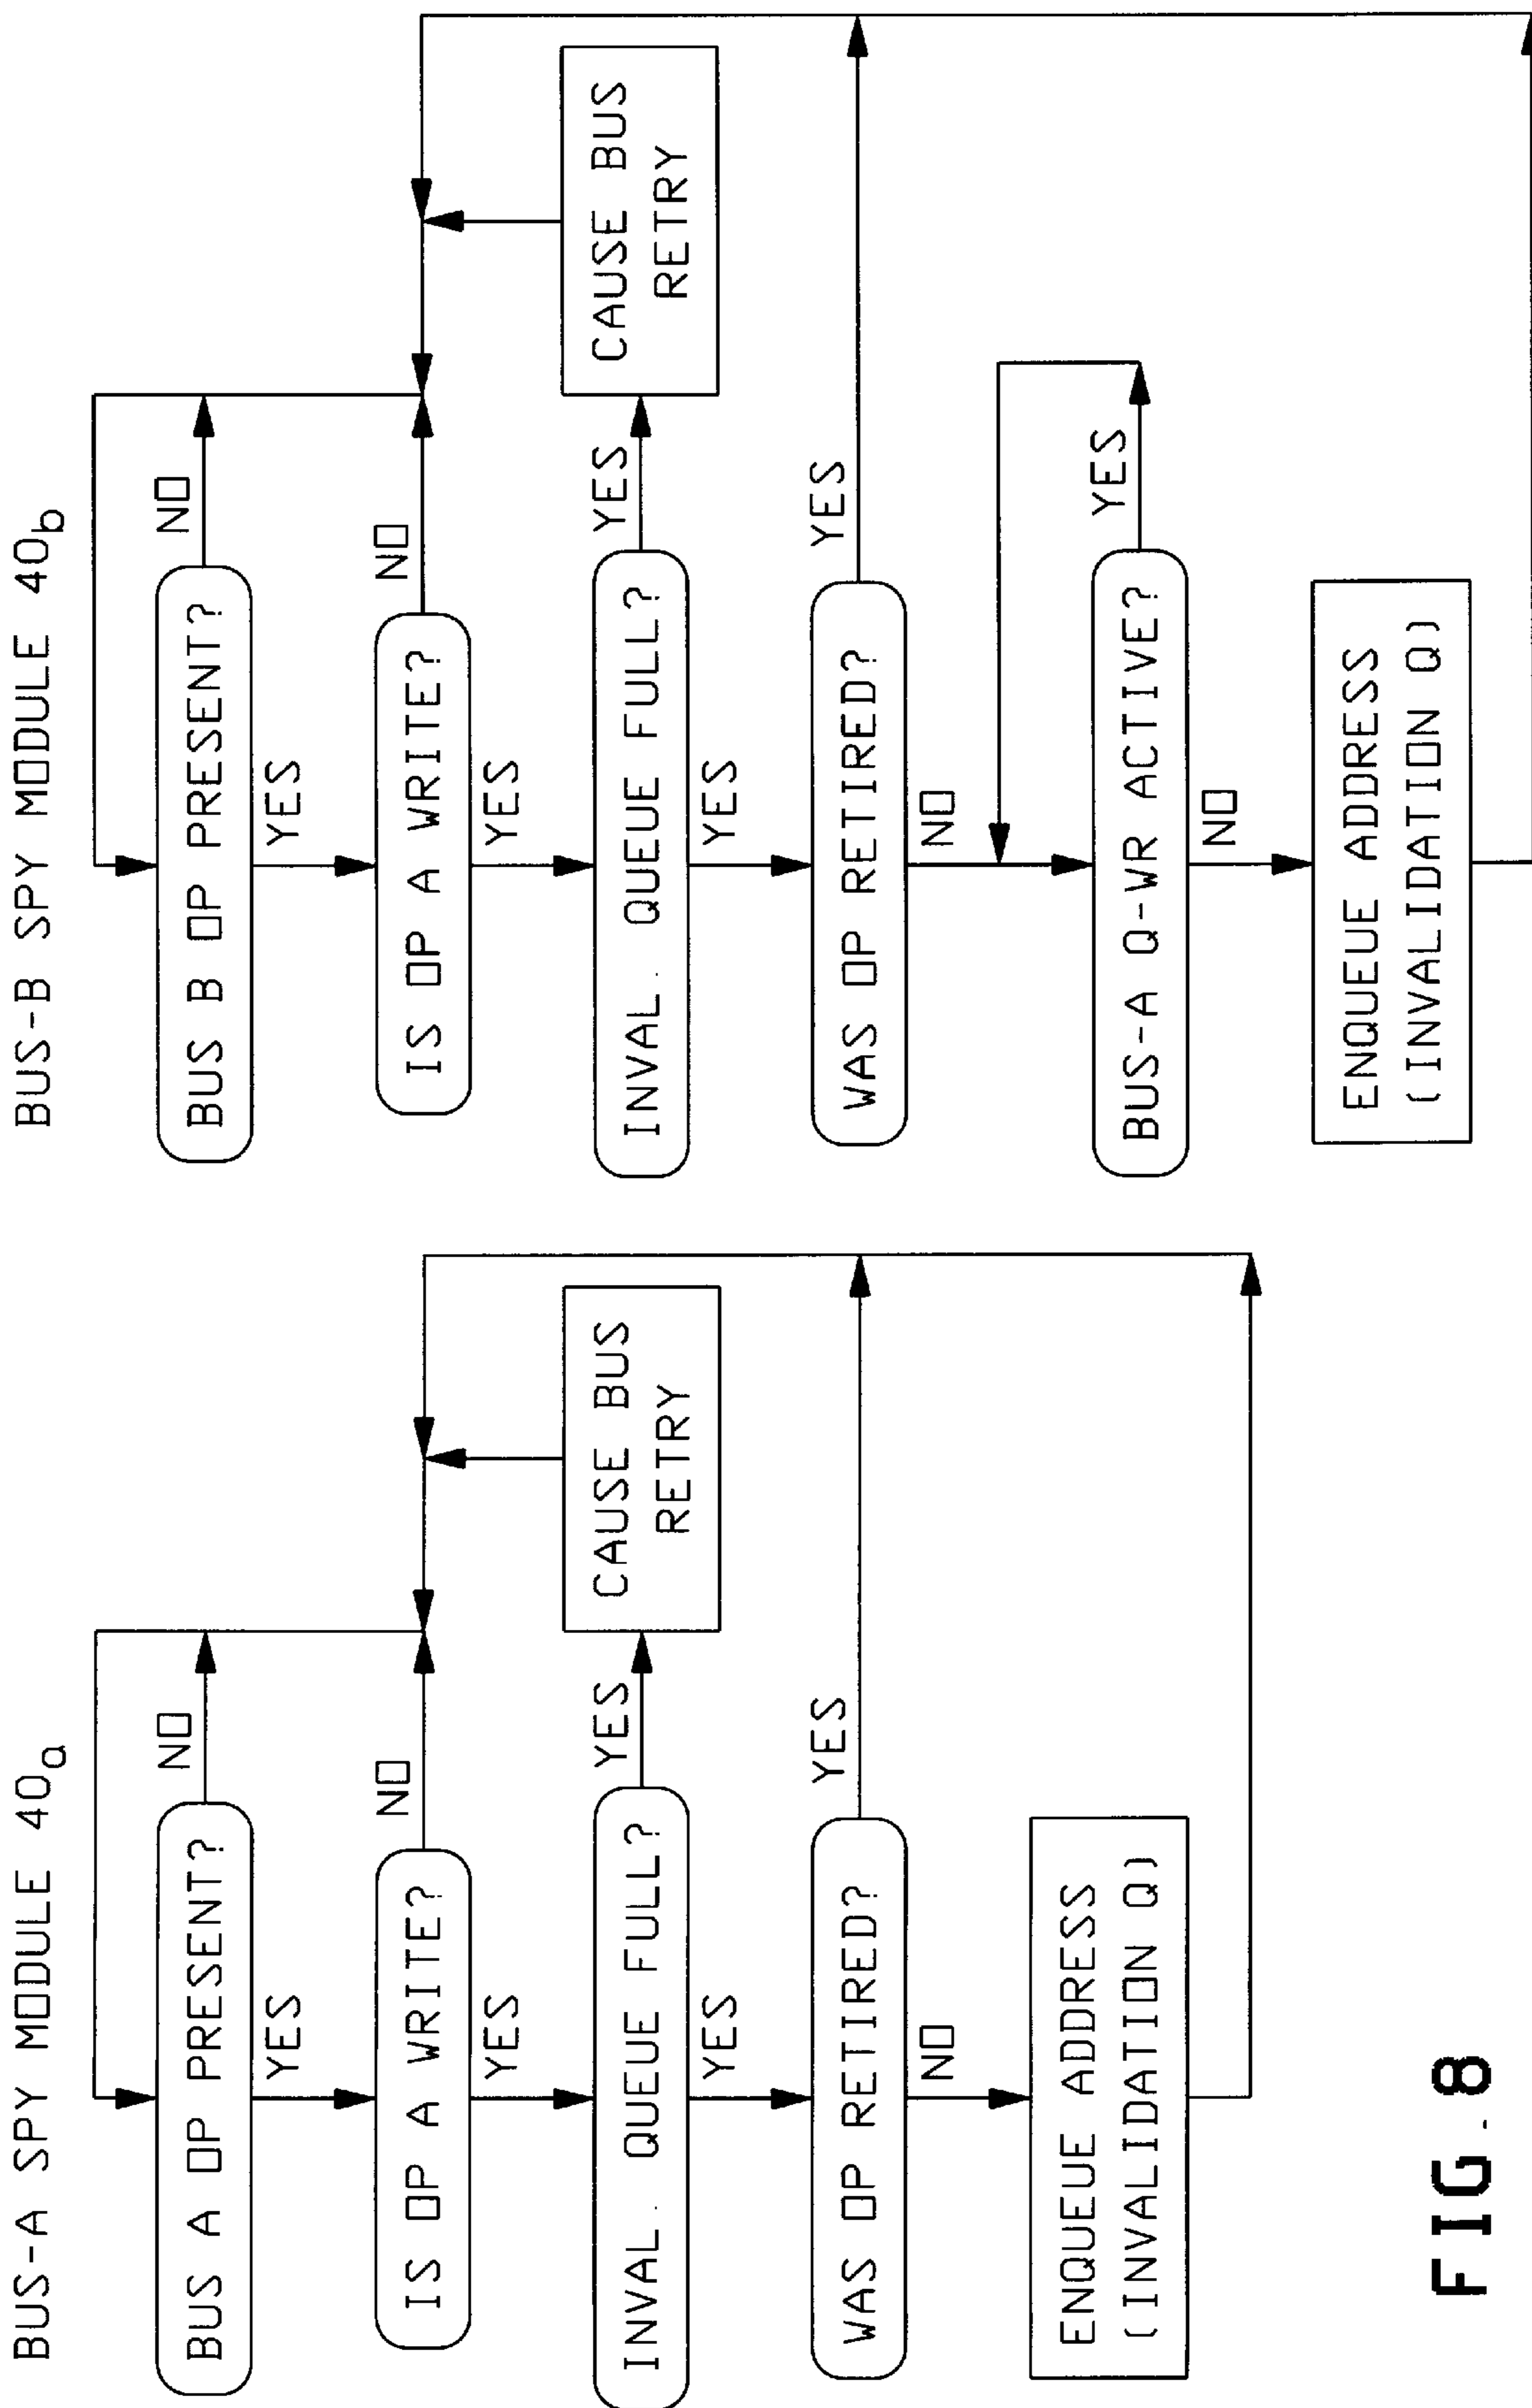 BUS-A SPY MODULE 40a
BUS A OP PRESENT?
NO
YES
IS OP A WRITE?
NO
YES
INVAL. QUEUE FULL?
YES
CAUSE BUS
RETRY
YES
WAS OP RETIRED?
YES
NO
ENQUEUE ADDRESS
(INVALIDATION Q)
BUS-B SPY MODULE 40b
BUS B OP PRESENT?
NO
YES
IS OP A WRITE?
NO
YES
INVAL. QUEUE FULL?
YES
CAUSE BUS
RETRY
YES
WAS OP RETIRED?
YES
NO
BUS-A Q-WR ACTIVE?
YES
NO
ENQUEUE ADDRESS
(INVALIDATION Q)
FIG. 8